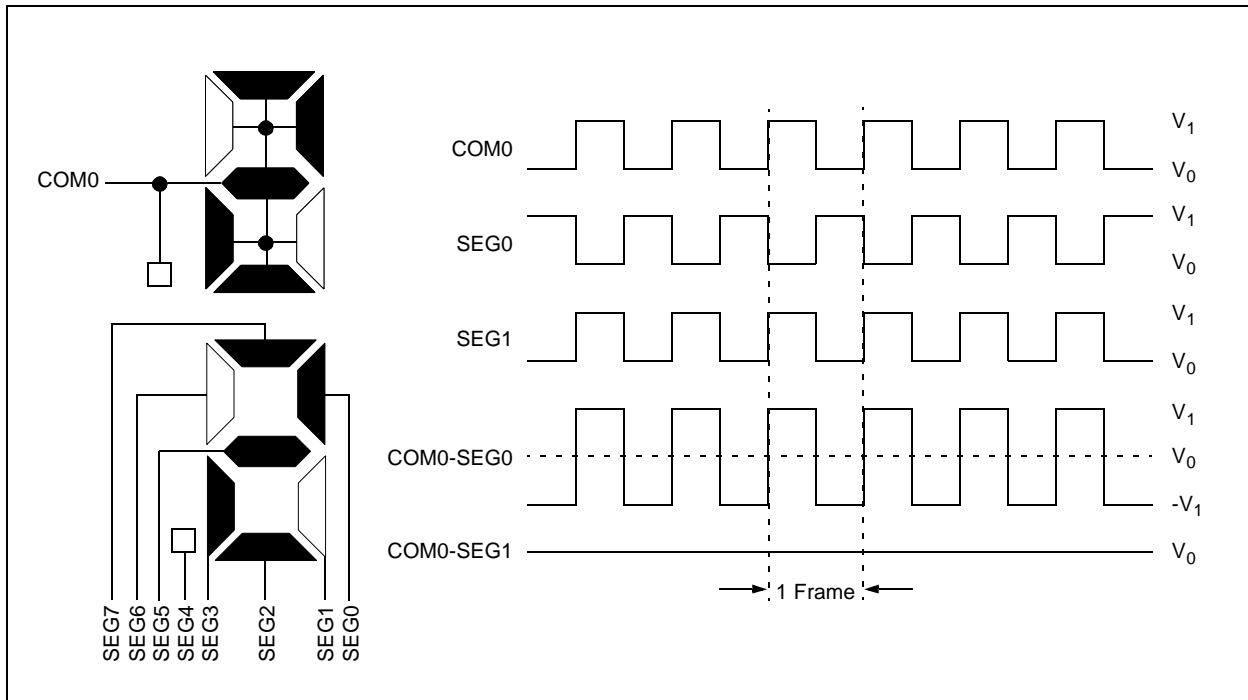 COM0
COM0
V1
V0
SEG0
V1
V0
SEG1
V1
V0
COM0-SEG0
V1
V0
-V1
COM0-SEG1
V0
1 Frame
SEG7
SEG6
SEG5
SEG4
SEG3
SEG2
SEG1
SEG0